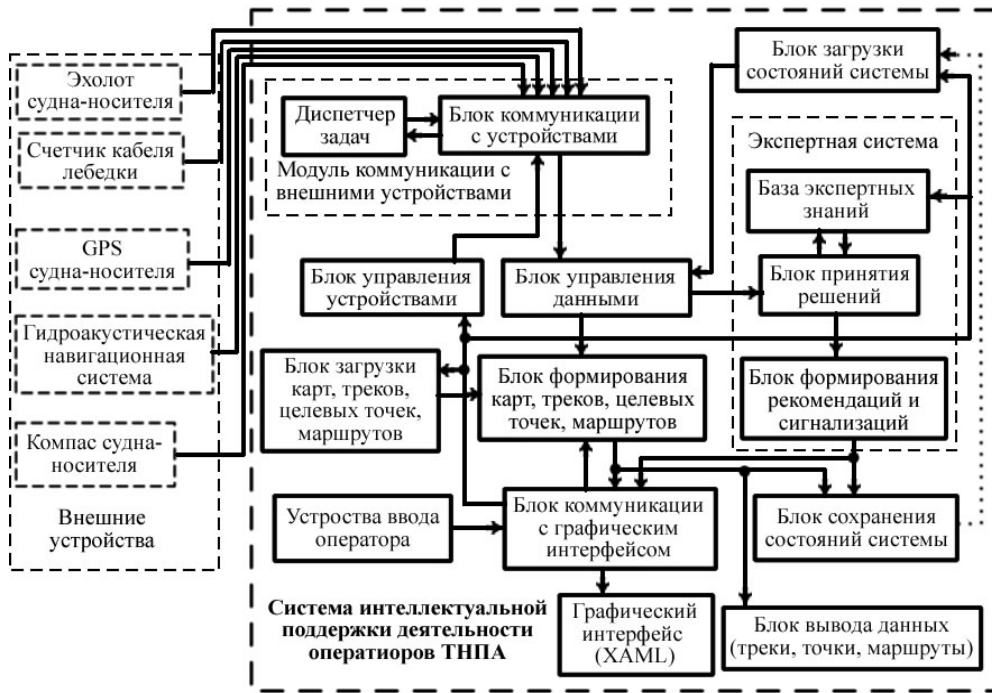 Эхолот
судна-носителя
Счетчик кабеля
лебедки
GPS
судна-носителя
Гидроакустическая
навигационная
система
Компас судна-
носителя
Внешние
устройства
Диспетчер
задач
Блок коммуникации
с устройствами
Модуль коммуникации с
внешними устройствами
Блок загрузки
состояний системы
Экспертная система
База экспертных
знаний
Блок управления
устройствами
Блок управления
данными
Блок принятия
решений
Блок загрузки
карт, треков,
целевых точек,
маршрутов
Блок формирования
карт, треков, целевых
точек, маршрутов
Блок формирования
рекомендаций и
сигнализаций
Устроства ввода
оператора
Блок коммуникации
с графическим
интерфейсом
Блок сохранения
состояний системы
Система интеллектуальной
поддержки деятельности
оператиоров ТНПА
Графический
интерфейс
(XAML)
Блок вывода данных
(треки, точки, маршруты)